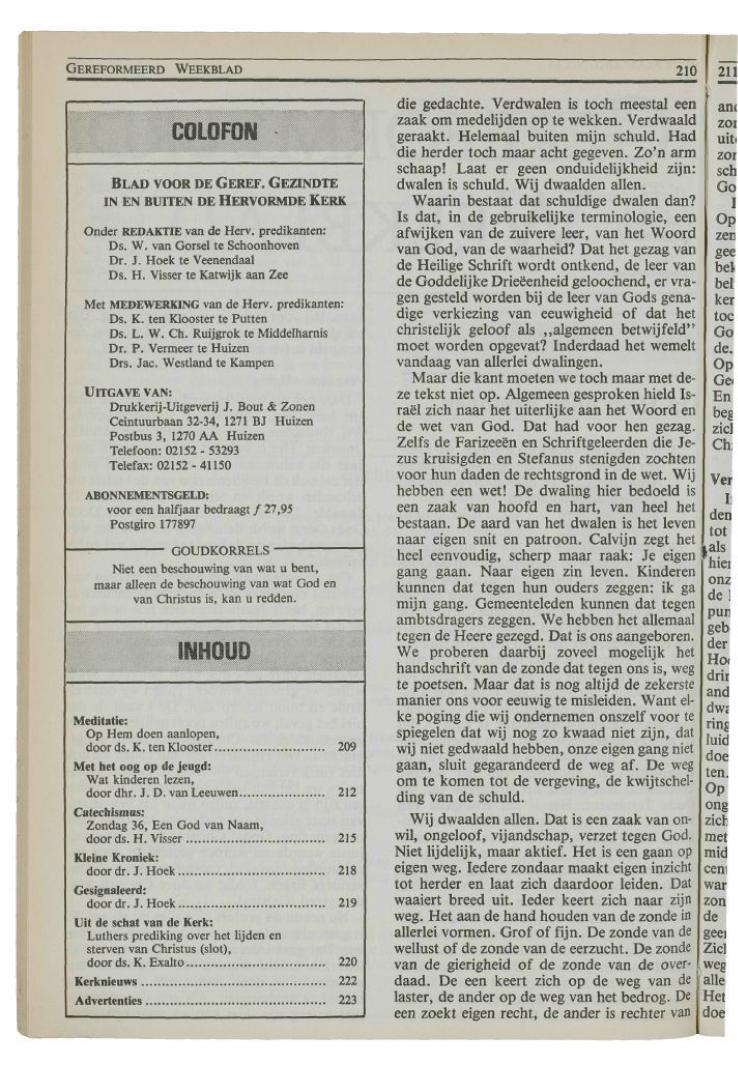 GEREFORMEERD WEEKBLAD
210
COLOFON
BLAD VOOR DE GEREF. GEZINDTE
IN EN BUITEN DE HERVORMDE KERK
Onder REDAKTIE van de Herv. predikanten:
Ds. W. van Gorsel te Schoonhoven
Dr. J. Hoek te Veenendaal
Ds. H. Visser te Katwijk aan Zee
Met MEDEWERKING van de Herv. predikanten:
Ds. K. ten Klooster te Putten
Ds. L. W. Ch. Ruijgrok te Middelharnis
Dr. P. Vermeer te Huizen
Drs. Jac. Westland te Kampen
UITGAVE VAN:
Drukkerij-Uitgeverij J. Bout & Zonen
Ceintuurbaan 32-34, 1271 BJ Huizen
Postbus 3, 1270 AA Huizen
Telefoon: 02152 - 53293
Telefax: 02152 - 41150
ABONNEMENTSGELD:
voor een halfjaar bedraagt ƒ 27,95
Postgiro 177897
GOUDKORRELS
Niet een beschouwing van wat u bent,
maar alleen de beschouwing van wat God en
van Christus is, kan u redden.
INHOUD
Meditatie:
Op Hem doen aanlopen,
door ds. K. ten Klooster............................ 209
Met het oog op de jeugd:
Wat kinderen lezen,
door dhr. J. D. van Leeuwen...................... 212
Catechismus:
Zondag 36, Een God van Naam,
door ds. H. Visser .................................... 215
Kleine Kroniek:
door dr. J. Hoek ...................................... 218
Gesignaleerd:
door dr. J. Hoek ...................................... 219
Uit de schat van de Kerk:
Luthers prediking over het lijden en
sterven van Christus (slot),
door ds. K. Exalto.................................... 220
Kerknieuws ............................................... 222
Advertenties .............................................. 223
die gedachte. Verdwalen is toch meestal een
zaak om medelijden op te wekken. Verdwaald
geraakt. Helemaal buiten mijn schuld. Had
die herder toch maar acht gegeven. Zo'n arm
schaap! Laat er geen onduidelijkheid zijn:
dwalen is schuld. Wij dwaalden allen.
Waarin bestaat dat schuldige dwalen dan?
Is dat, in de gebruikelijke terminologie, een
afwijken van de zuivere leer, van het Woord
van God, van de waarheid? Dat het gezag van
de Heilige Schrift wordt ontkend, de leer van
de Goddelijke Drieëenheid geloochend, er vra-
gen gesteld worden bij de leer van Gods gena-
dige verkiezing van eeuwigheid of dat het
christelijk geloof als ,,algemeen betwijfeld"
moet worden opgevat? Inderdaad het wemelt
vandaag van allerlei dwalingen.
Maar die kant moeten we toch maar met de-
ze tekst niet op. Algemeen gesproken hield Is-
raël zich naar het uiterlijke aan het Woord en
de wet van God. Dat had voor hen gezag.
Zelfs de Farizeeën en Schriftgeleerden die Je-
zus kruisigden en Stefanus stenigden zochten
voor hun daden de rechtsgrond in de wet. Wij
hebben een wet! De dwaling hier bedoeld is
een zaak van hoofd en hart, van heel het
bestaan. De aard van het dwalen is het leven
naar eigen snit en patroon. Calvijn zegt het
heel eenvoudig, scherp maar raak: Je eigen
gang gaan. Naar eigen zin leven. Kinderen
kunnen dat tegen hun ouders zeggen: ik ga
mijn gang. Gemeenteleden kunnen dat tegen
ambtsdragers zeggen. We hebben het allemaal
tegen de Heere gezegd. Dat is ons aangeboren.
We proberen daarbij zoveel mogelijk het
handschrift van de zonde dat tegen ons is, weg
te poetsen. Maar dat is nog altijd de zekerste
manier ons voor eeuwig te misleiden. Want el-
ke poging die wij ondernemen onszelf voor te
spiegelen dat wij nog zo kwaad niet zijn, dat
wij niet gedwaald hebben, onze eigen gang niet
gaan, sluit gegarandeerd de weg af. De weg
om te komen tot de vergeving, de kwijtschel-
ding van de schuld.
Wij dwaalden allen. Dat is een zaak van on-
wil, ongeloof, vijandschap, verzet tegen God.
Niet lijdelijk, maar aktief. Het is een gaan op
eigen weg. Iedere zondaar maakt eigen inzicht
tot herder en laat zich daardoor leiden. Dat
waaiert breed uit. Ieder keert zich naar zijn
weg. Het aan de hand houden van de zonde in
allerlei vormen. Grof of fijn. De zonde van de
wellust of de zonde van de eerzucht. De zonde
van de gierigheid of de zonde van de over-
daad. De een keert zich op de weg van de
laster, de ander op de weg van het bedrog. De
een zoekt eigen recht, de ander is rechter van
211